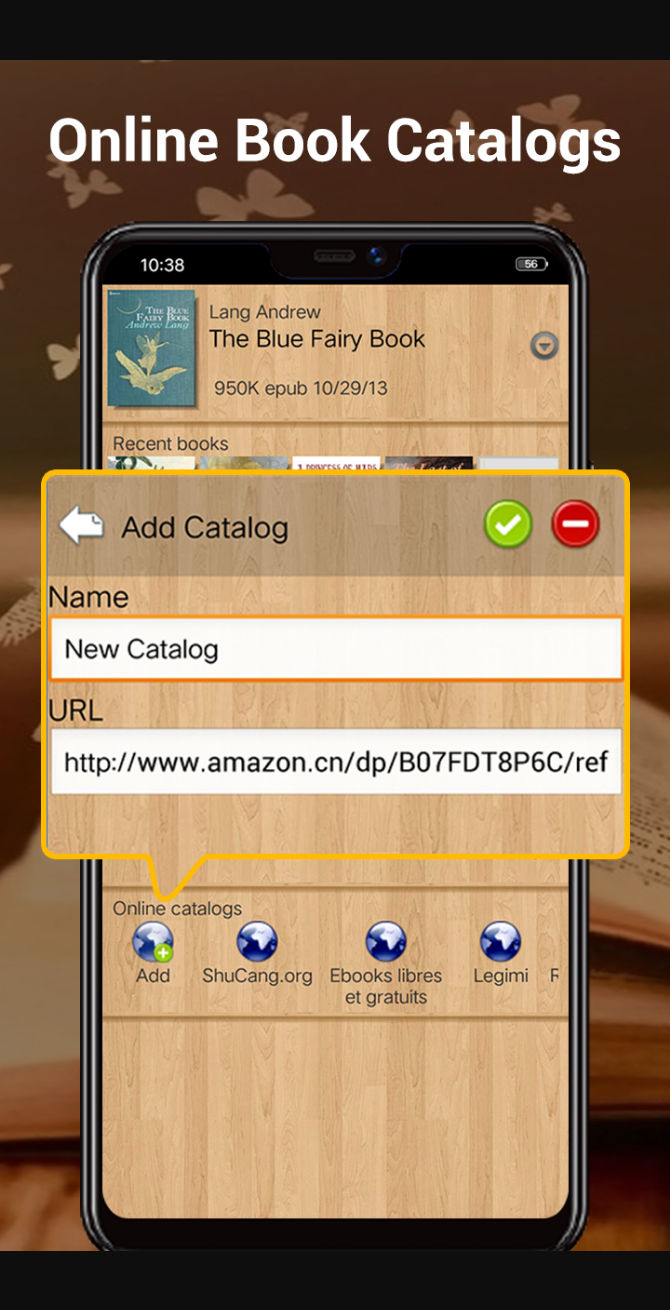 Online Book Catalogs
10:38
56
THE BLUE
FAIRY BOOK
Andrew Lang
Lang Andrew
The Blue Fairy Book
950K epub 10/29/13
Recent books
A PRINCESS OF MARS
Add Catalog
Name
New Catalog
URL
http://www.amazon.cn/dp/B07FDT8P6C/ref
Online catalogs
Add
ShuCang.org
Ebooks libres
et gratuits
Legimi